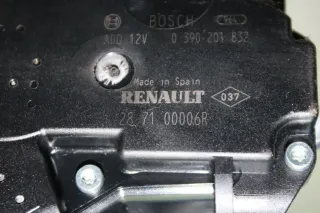 BOSCH
12V 0 390 201 832
Made in Spain
RENAULT 037
28 71 00006R